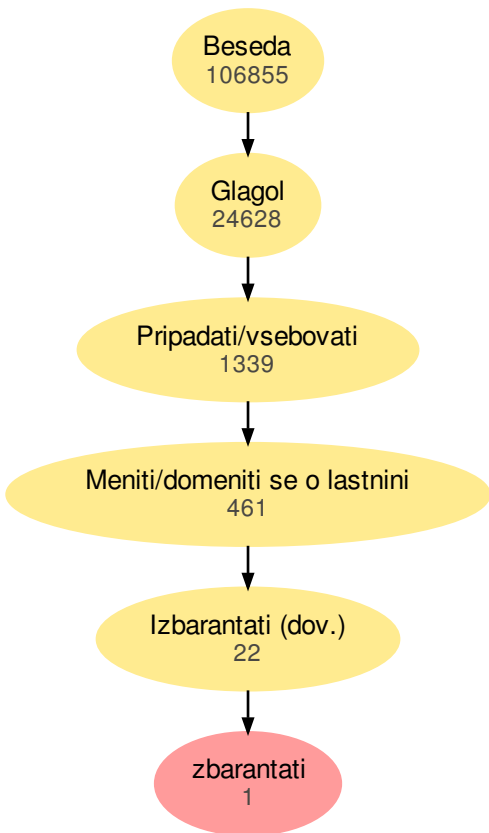 Beseda
106855
Glagol
24628
Pripadati/vsebovati
1339
Meniti/domeniti se o lastnini
461
Izbarantati (dov.)
22
zbarantati
1